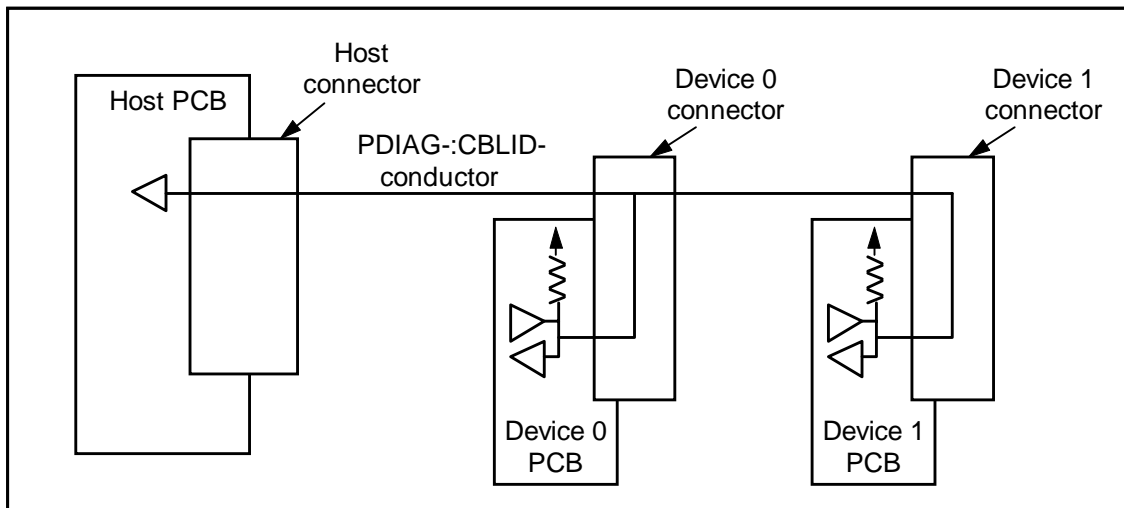 Host
connector
Host PCB
PDIAG-:CBLID-
conductor
Device 0
connector
Device 1
connector
Device 0
PCB
Device 1
PCB